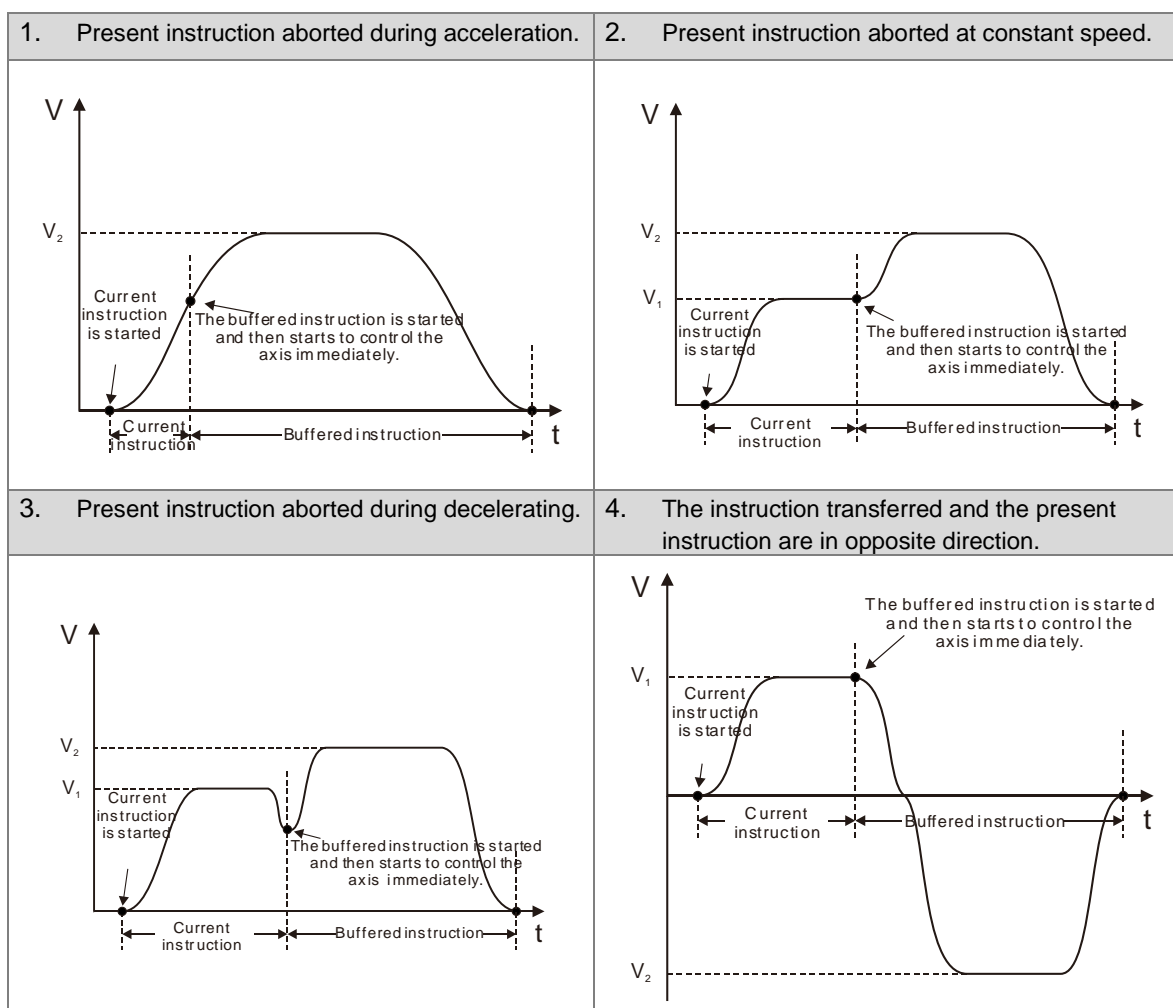 1. Present instruction aborted during acceleration.
2. Present instruction aborted at constant speed.
V
V2
Current
instruction
is started
The buffered instruction is started
and then starts to control the
axis immediately.
Current
instruction
Buffered instruction
t
V
V2
V1
Current
instruction
is started
The buffered instruction is started
and then starts to control the
axis immediately.
Current
instruction
Buffered instruction
t
3. Present instruction aborted during decelerating.
4. The instruction transferred and the present
instruction are in opposite direction.
V
V2
V1
Current
instruction
is started
The buffered instruction is started
and then starts to control the
axis immediately.
Current
instruction
Buffered instruction
t
V
The buffered instruction is started
and then starts to control the
axis immediately.
V1
Current
instruction
is started
Current
instruction
Buffered instruction
t
V2